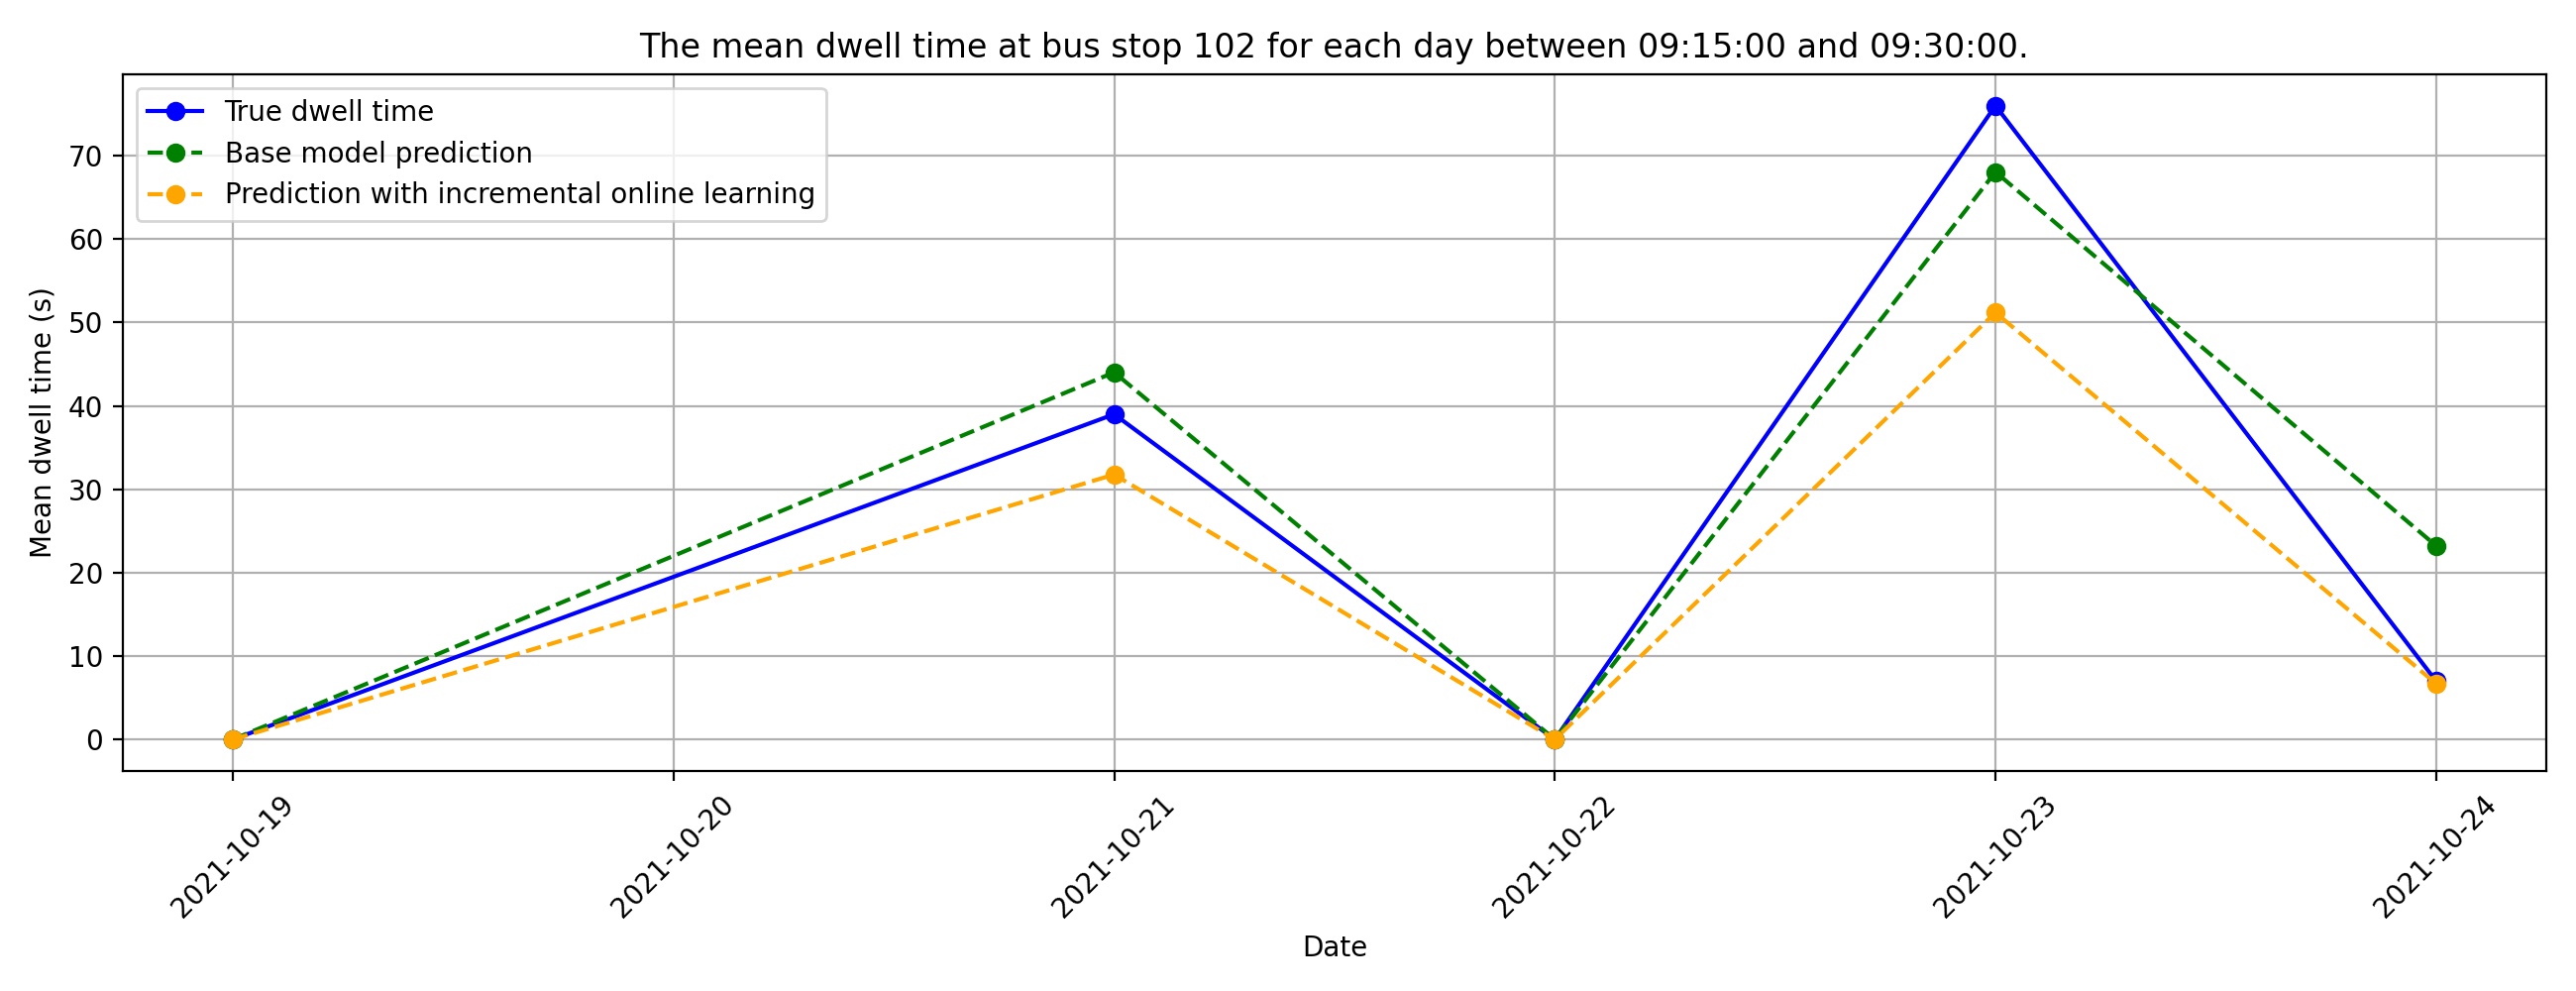 The mean dwell time at bus stop 102 for each day between 09:15:00 and 09:30:00.
True dwell time
Base model prediction
Prediction with incremental online learning
Mean dwell time (s)
70
60
50
40
30
20
10
0
2021-10-19
2021-10-20
2021-10-21
2021-10-22
2021-10-23
2021-10-24
Date